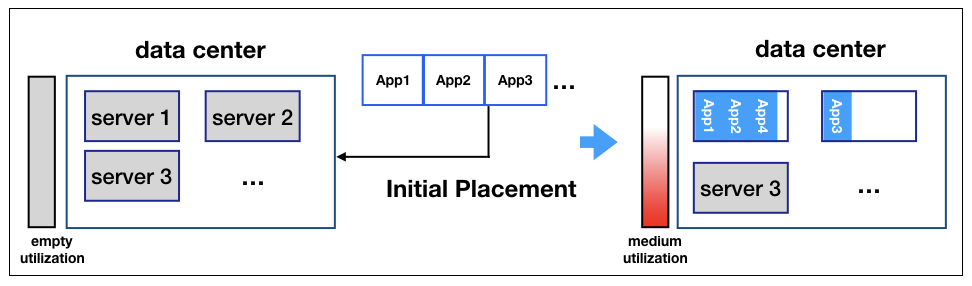 data center
server 1
server 2
server 3
...
empty
utilization
App1
App2
App3
...
Initial Placement
data center
App1
App2
App4
App3
server 3
...
medium
utilization